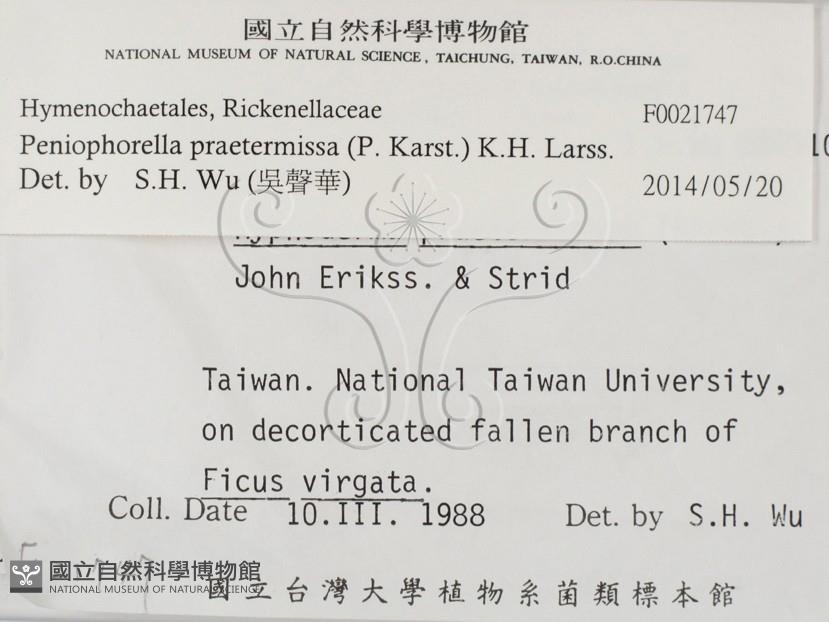 國立自然科學博物館
NATIONAL MUSEUM OF NATURAL SCIENCE, TAICHUNG, TAIWAN, R.O.CHINA
Hymenochaetales, Rickenellaceae F0021747
Peniophorella praetermissa (P. Karst.) K.H. Larss.
Det. by S.H. Wu (吳聲華) 2014/05/20
John Erikss. & Strid
Taiwan. National Taiwan University,
on decorticated fallen branch of
Ficus virgata.
Coll. Date 10.III. 1988 Det. by S.H. Wu
國立台灣大學植物系菌類標本館
國立自然科學博物館
NATIONAL MUSEUM OF NATURAL SCIENCE